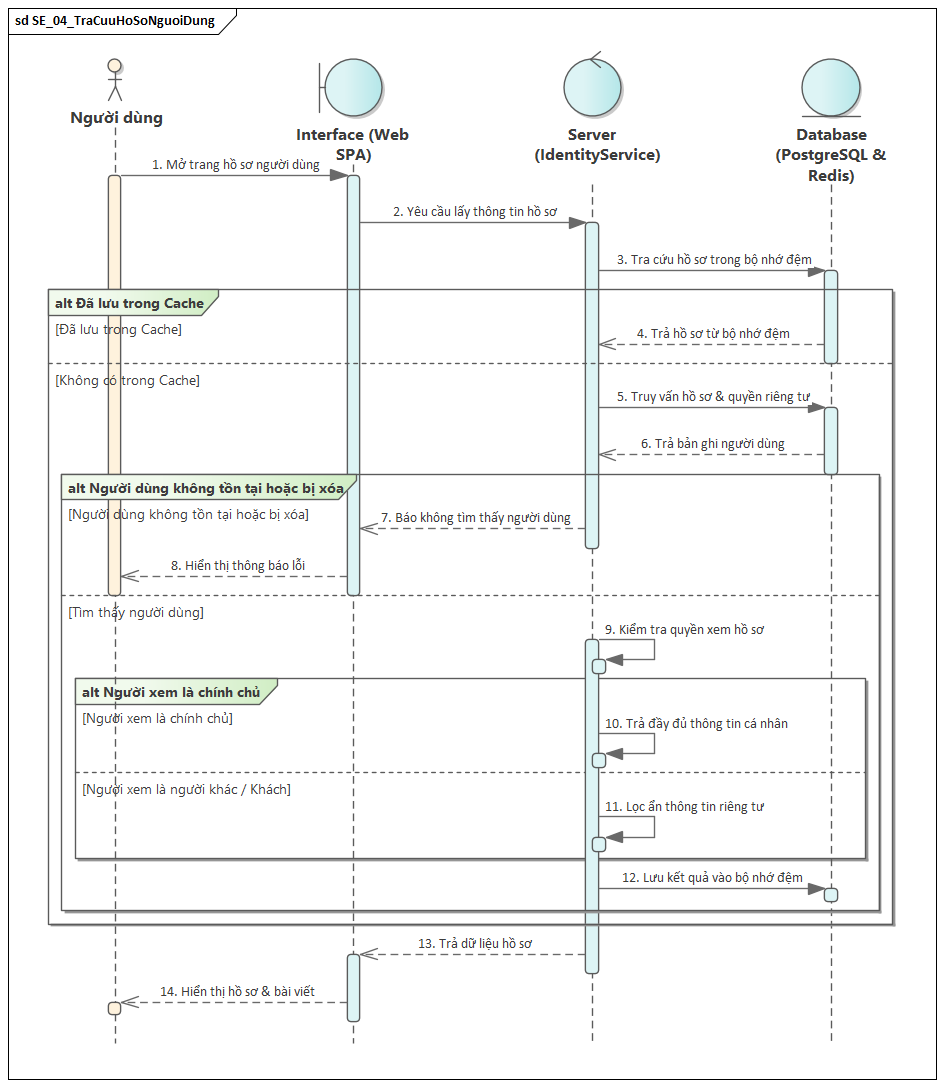 sd SE_04_TraCuuHoSoNguoiDung
Người dùng
Interface (Web
SPA)
Server
(IdentityService)
Database
(PostgreSQL &
Redis)
1. Mở trang hồ sơ người dùng
2. Yêu cầu lấy thông tin hồ sơ
3. Tra cứu hồ sơ trong bộ nhớ đệm
alt Đã lưu trong Cache
[Đã lưu trong Cache]
4. Trả hồ sơ từ bộ nhớ đệm
[Không có trong Cache]
5. Truy vấn hồ sơ & quyền riêng tư
6. Trả bản ghi người dùng
alt Người dùng không tồn tại hoặc bị xóa
[Người dùng không tồn tại hoặc bị xóa]
7. Báo không tìm thấy người dùng
8. Hiển thị thông báo lỗi
[Tìm thấy người dùng]
9. Kiểm tra quyền xem hồ sơ
alt Người xem là chính chủ
[Người xem là chính chủ]
10. Trả đầy đủ thông tin cá nhân
[Người xem là người khác / Khách]
11. Lọc ẩn thông tin riêng tư
12. Lưu kết quả vào bộ nhớ đệm
13. Trả dữ liệu hồ sơ
14. Hiển thị hồ sơ & bài viết